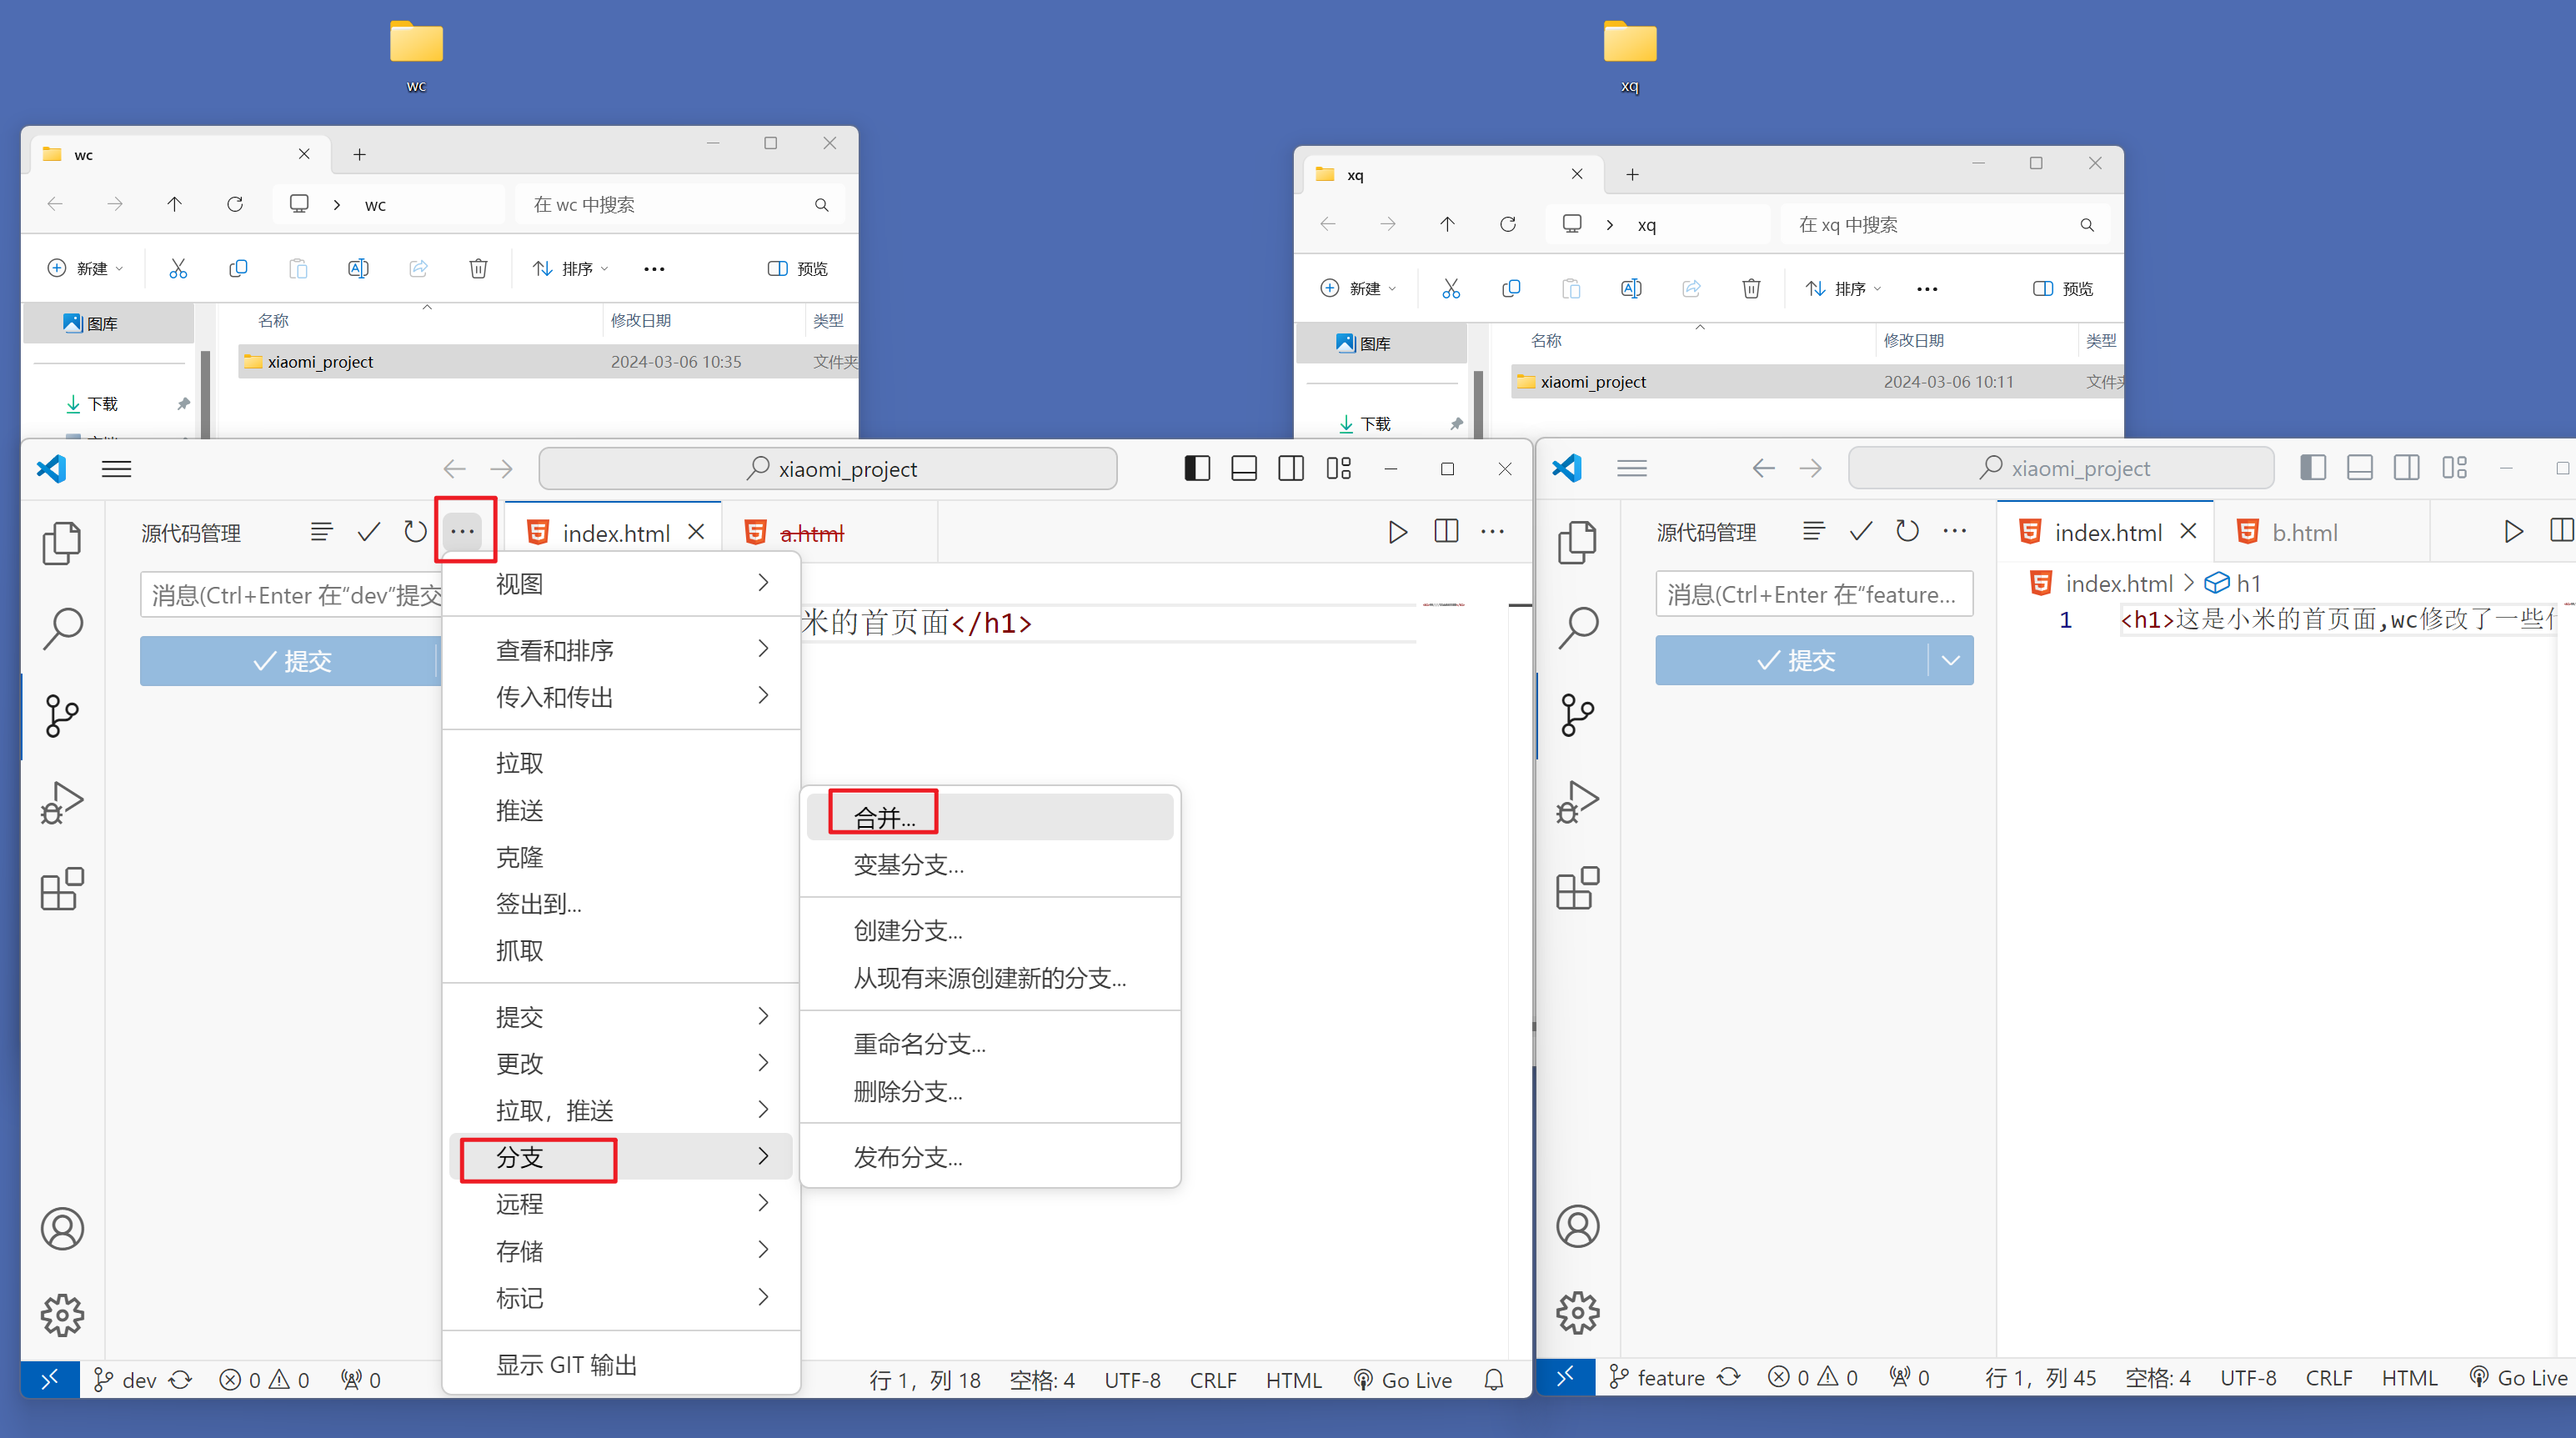 wc
xq
wc
wc
在 wc 中搜索
新建
排序
预览
图库
名称
修改日期
类型
xiaomi_project
2024-03-06 10:35
文件夹
下载
xq
xq
在 xq 中搜索
新建
排序
预览
图库
名称
修改日期
类型
xiaomi_project
2024-03-06 10:11
文件夹
下载
xiaomi_project
源代码管理
index.html
a.html
消息(Ctrl+Enter 在“dev”提交
提交
米的首页面</h1>
视图
查看和排序
传入和传出
拉取
推送
克隆
签出到...
抓取
提交
更改
拉取，推送
分支
远程
存储
标记
显示 GIT 输出
合并...
变基分支...
创建分支...
从现有来源创建新的分支...
重命名分支...
删除分支...
发布分支...
dev
0
0
0
行 1，列 18
空格: 4
UTF-8
CRLF
HTML
Go Live
xiaomi_project
源代码管理
index.html
b.html
消息(Ctrl+Enter 在“feature...
提交
index.html
h1
1
<h1>这是小米的首页面,wc修改了一些
feature
0
0
0
行 1，列 45
空格: 4
UTF-8
CRLF
HTML
Go Live